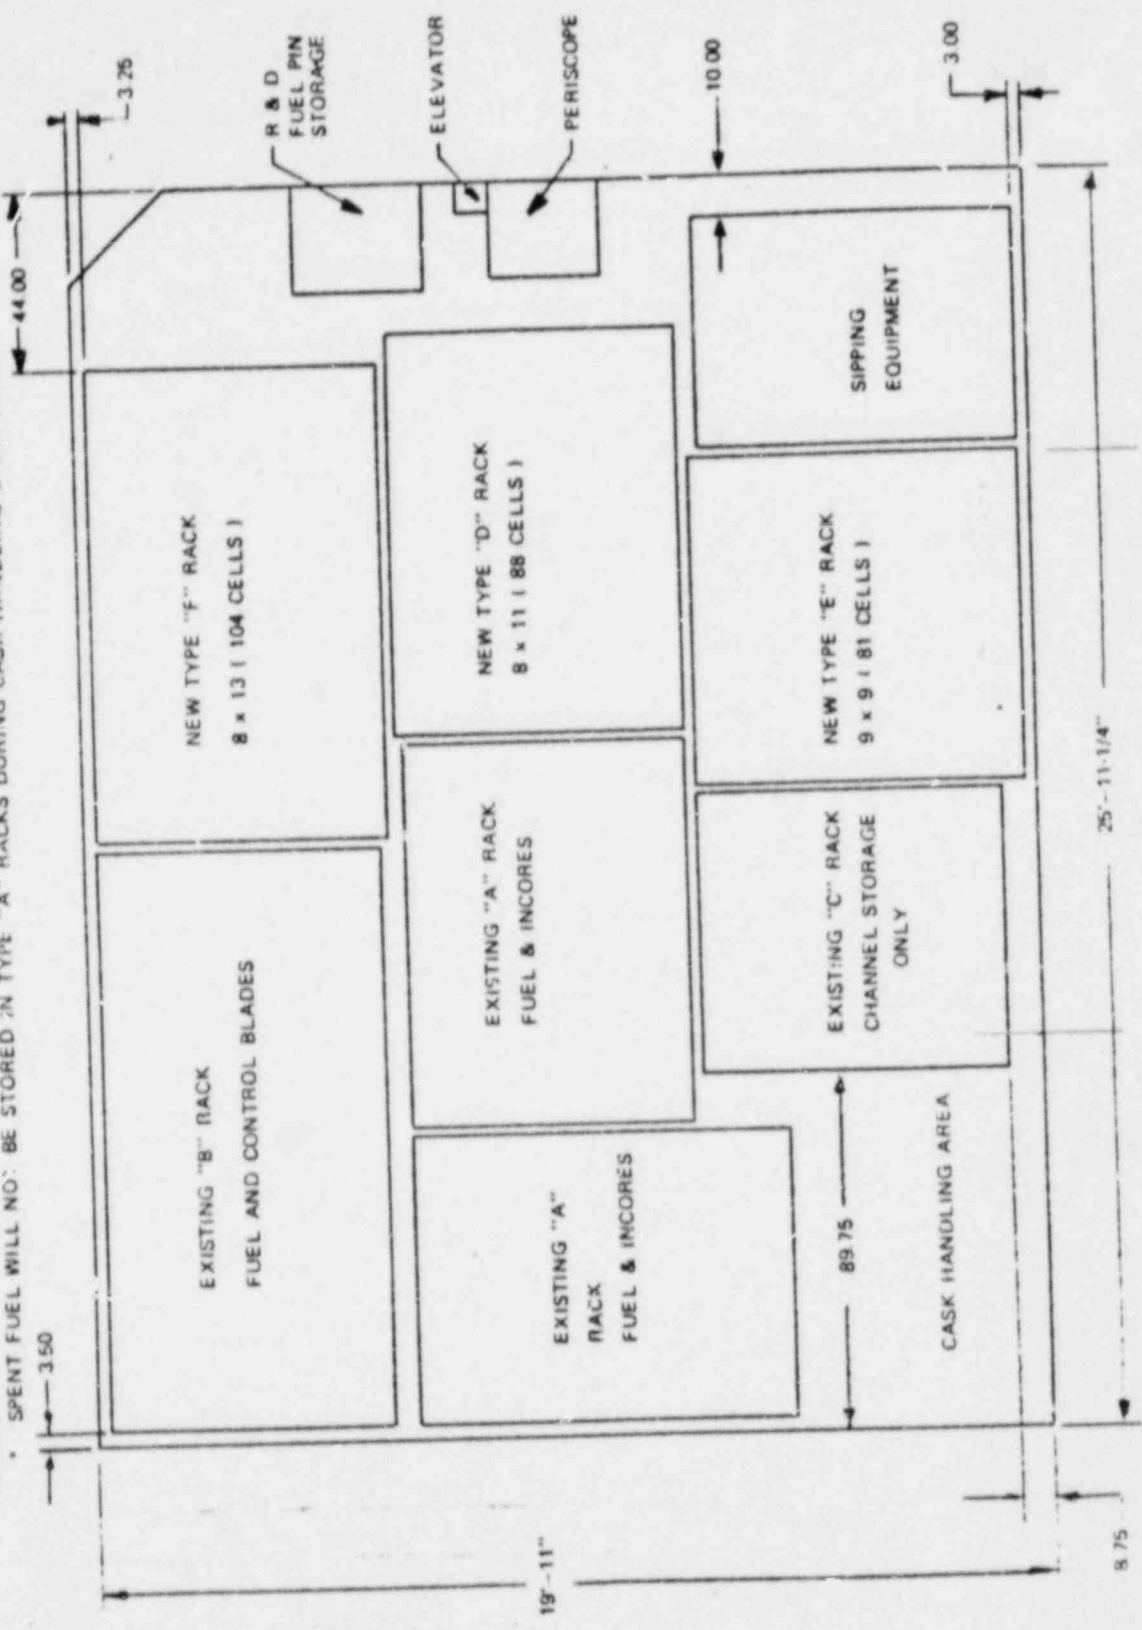 * SPENT FUEL WILL NOT BE STORED IN TYPE "A" RACKS DURING
3.50
44.00
3.25
R & D
FUEL PIN
STORAGE
ELEVATOR
PERISCOPE
10.00
3.00
NEW TYPE "F" RACK
8 x 13 ( 104 CELLS )
NEW TYPE "D" RACK
8 x 11 ( 88 CELLS )
SIPPING
EQUIPMENT
NEW TYPE "E" RACK
9 x 9 ( 81 CELLS )
EXISTING "B" RACK
FUEL AND CONTROL BLADES
EXISTING "A" RACK
FUEL & INCORES
EXISTING "C" RACK
CHANNEL STORAGE
ONLY
EXISTING "A"
RACK
FUEL & INCORES
89.75
CASK HANDLING AREA
19'-11"
25'-11-1/4"
8.75